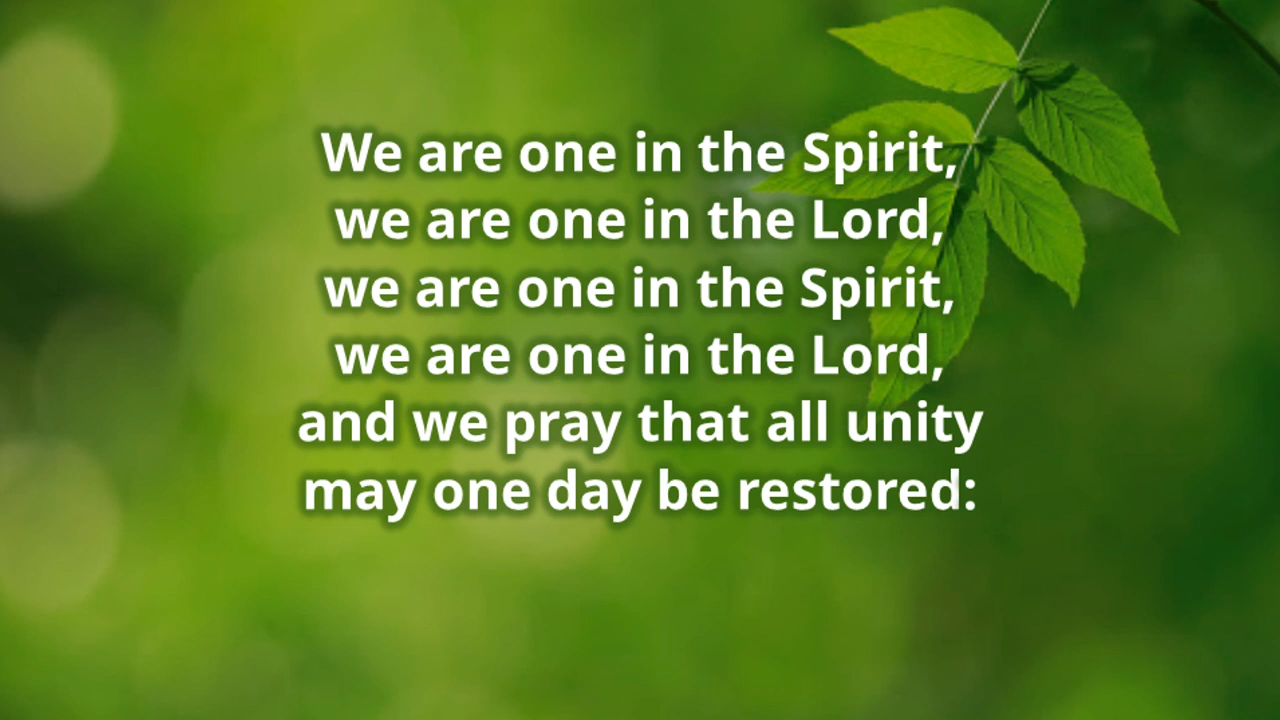 We are one in the Spirit,
we are one in the Lord,
we are one in the Spirit,
we are one in the Lord,
and we pray that all unity
may one day be restored: